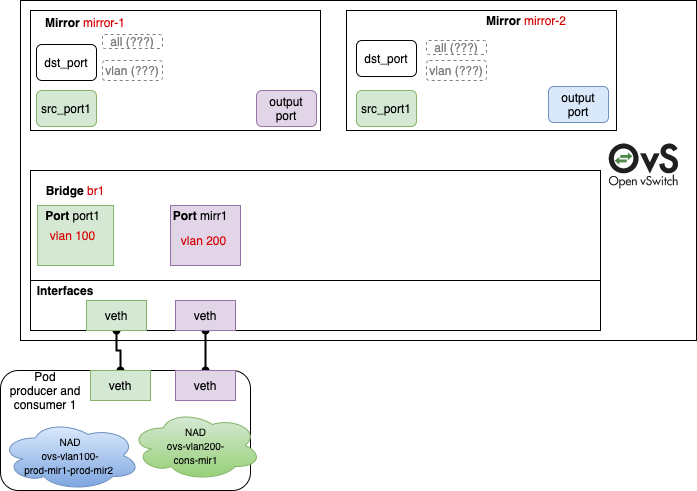 Mirror mirror-1
all (???)
dst_port
vlan (???)
src_port1
output
port
Mirror mirror-2
all (???)
dst_port
vlan (???)
src_port1
output
port
OvS
Open vSwitch
Bridge br1
Port port1
vlan 100
Port mirr1
vlan 200
Interfaces
veth
veth
Pod
producer and
consumer 1
veth
veth
NAD
ovs-vlan100-
prod-mir1-prod-mir2
NAD
ovs-vlan200-
cons-mir1